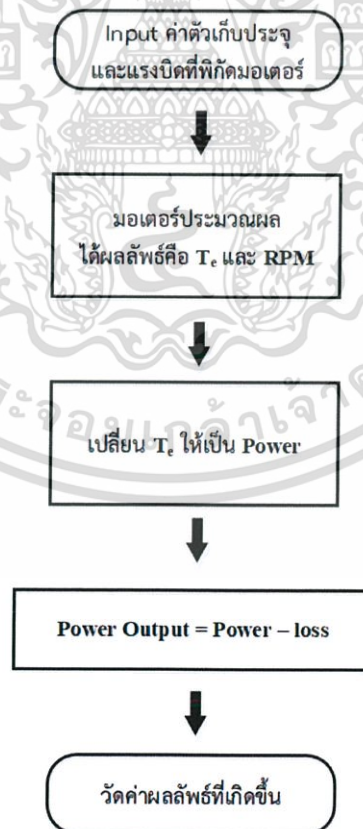 Input ค่าตัวเก็บประจุ
และแรงบิดที่พิกัดมอเตอร์
มอเตอร์ประมวณผล
ได้ผลลัพธ์คือ Te และ RPM
เปลี่ยน Te ให้เป็น Power
Power Output = Power – loss
วัดค่าผลลัพธ์ที่เกิดขึ้น